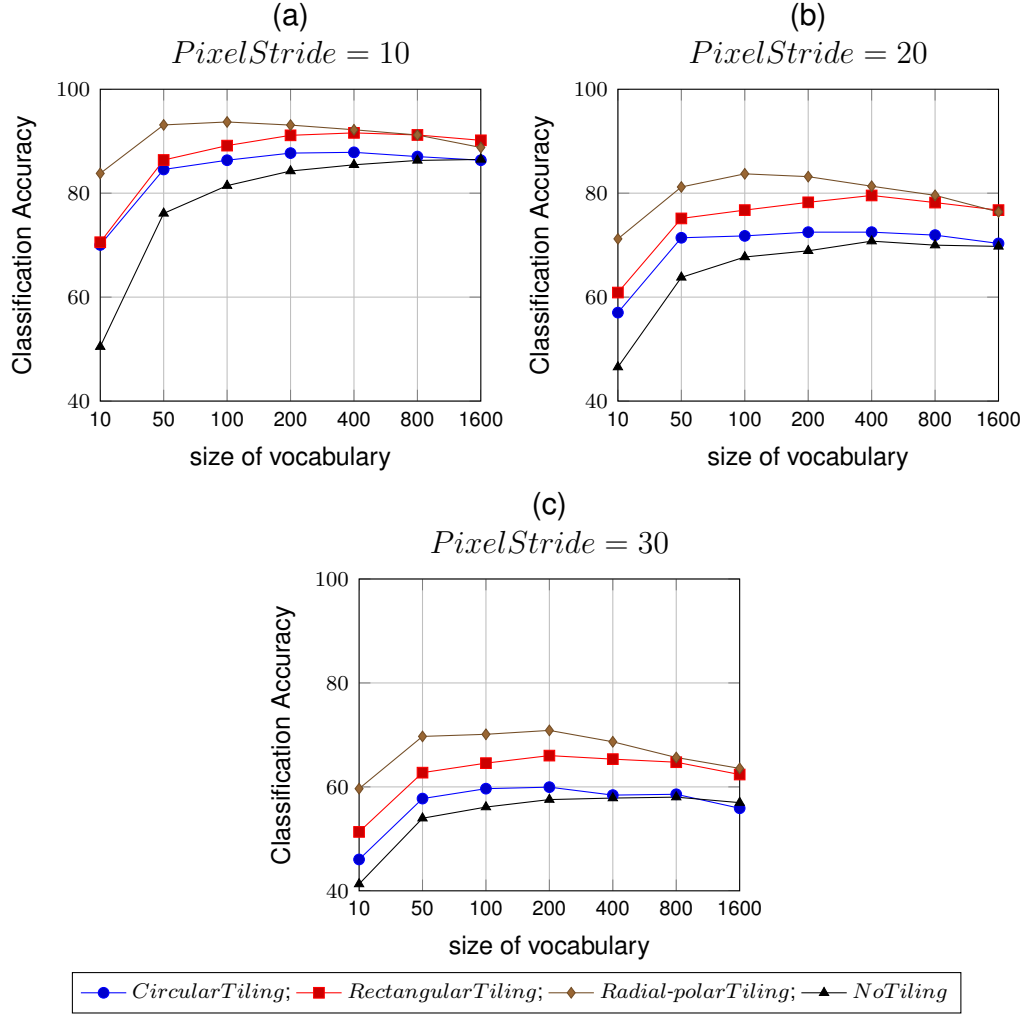 (a)
PixelStride = 10
100
80
60
40
10 50 100 200 400 800 1600
Classification Accuracy
size of vocabulary
(b)
PixelStride = 20
100
80
60
40
10 50 100 200 400 800 1600
Classification Accuracy
size of vocabulary
(c)
PixelStride = 30
100
80
60
40
10 50 100 200 400 800 1600
Classification Accuracy
size of vocabulary
CircularTiling; RectangularTiling; Radial-polarTiling; NoTiling